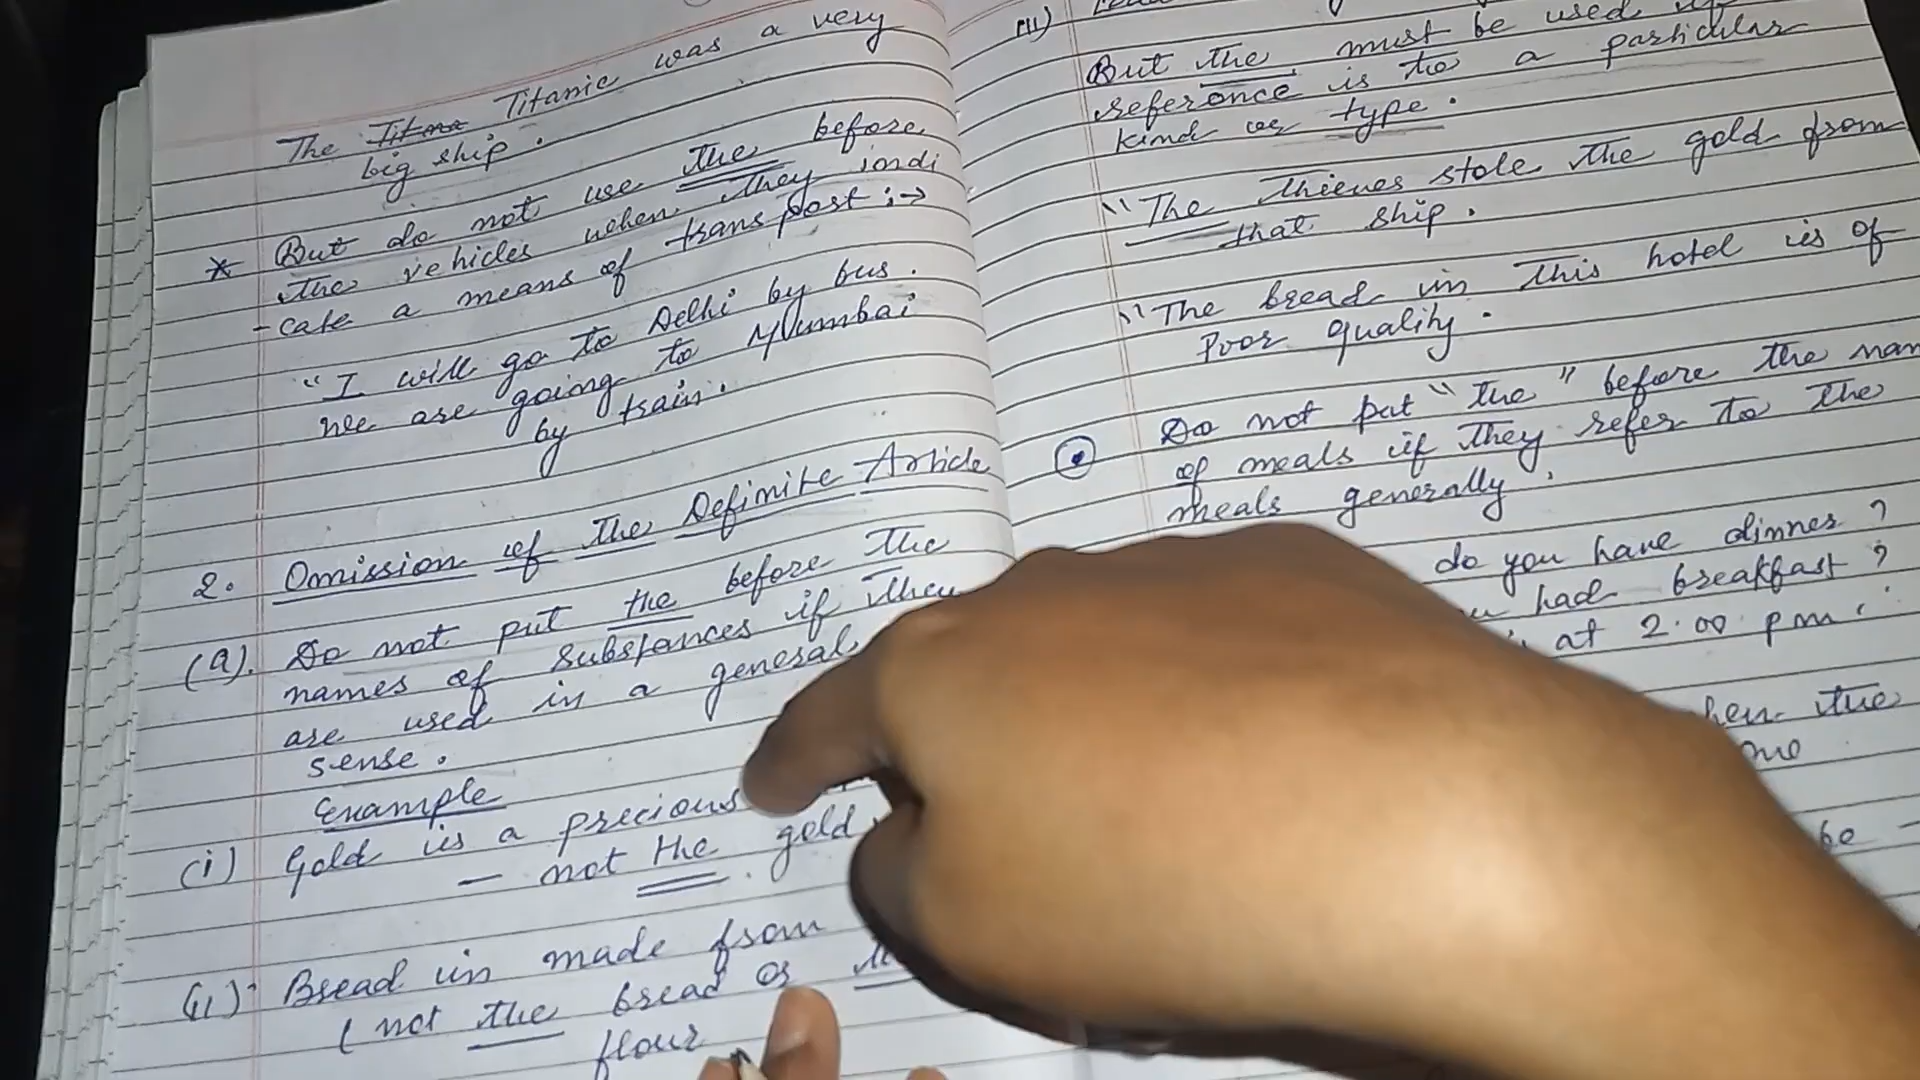 The Titans Titanic was a very
big ship.
* But do not use the before
the vehicles when they indi
- cate a means of transport :→
"I will go to Delhi by bus.
we are going to Mumbai
by train.
2. Omission of the Definite Article
(a). Do not put the before the
names of substances if they
are used in a general
sense.
Example
(i) Gold is a precious
— not the gold
(ii). Bread in made from
( not the bread or
flour
(iii)
But the must be used if
reference is to a particular
kind or type.
"The thieves stole the gold from
that ship.
"The bread in this hotel is of
Poor quality.
Do not put "the" before the nam
of meals if they refer to the
meals generally.
do you have dinner ?
had breakfast ?
at 2.00 pm.
the
be